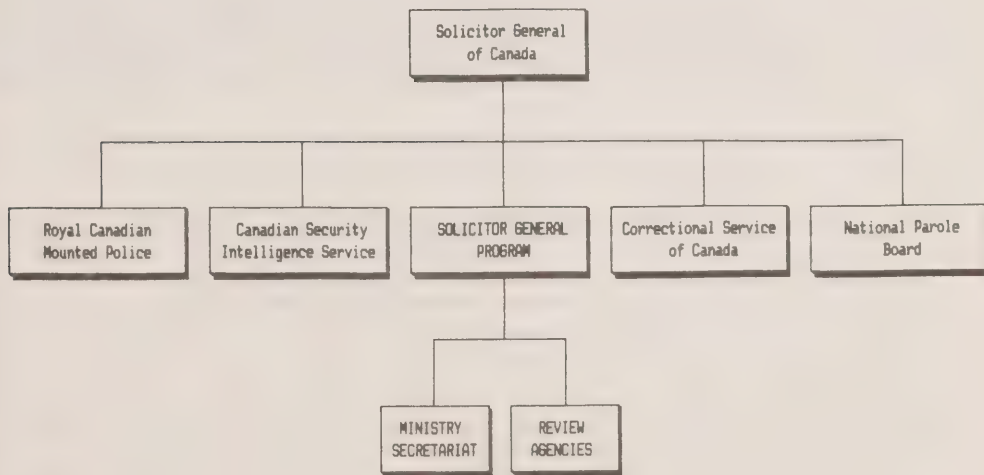 Solicitor General
of Canada
Royal Canadian
Mounted Police
Canadian Security
Intelligence Service
SOLICITOR GENERAL
PROGRAM
Correctional Service
of Canada
National Parole
Board
MINISTRY
SECRETARIAT
REVIEW
AGENCIES